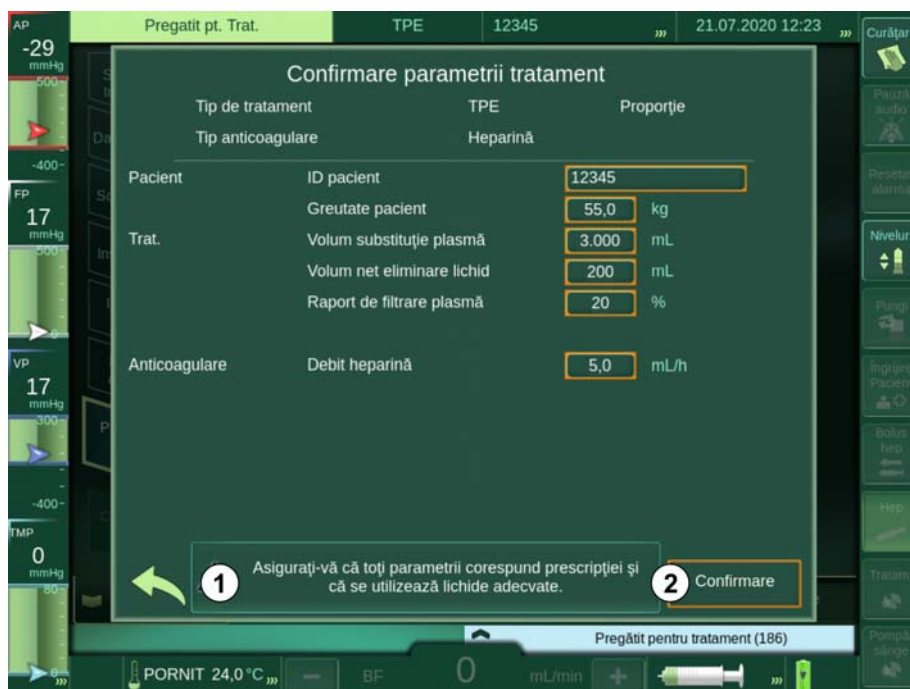 AP
-29
mmHg
500
-400
FP
17
mmHg
500
0
VP
17
mmHg
300
-400
TMP
0
mmHg
80
Pregatit pt. Trat.
TPE
12345
21.07.2020 12:23
Confirmare parametrii tratament
Tip de tratament TPE Proporție
Tip anticoagulare Heparină
Pacient ID pacient 12345
Greutate pacient 55,0 kg
Trat. Volum substituție plasmă 3.000 mL
Volum net eliminare lichid 200 mL
Raport de filtrare plasmă 20 %
Anticoagulare Debit heparină 5,0 mL/h
1
Asigurați-vă că toți parametrii corespund prescripției și
că se utilizează lichide adecvate.
2
Confirmare
Pregătit pentru tratament (186)
PORNIT 24,0 °C
BF 0 mL/min
Curățar
Pauză
audio
Resetar
alarma
Nivelur
Pungi
Îngrijire
Pacien
Bolus
hep
Hep
Tratam
Pompă
sânge